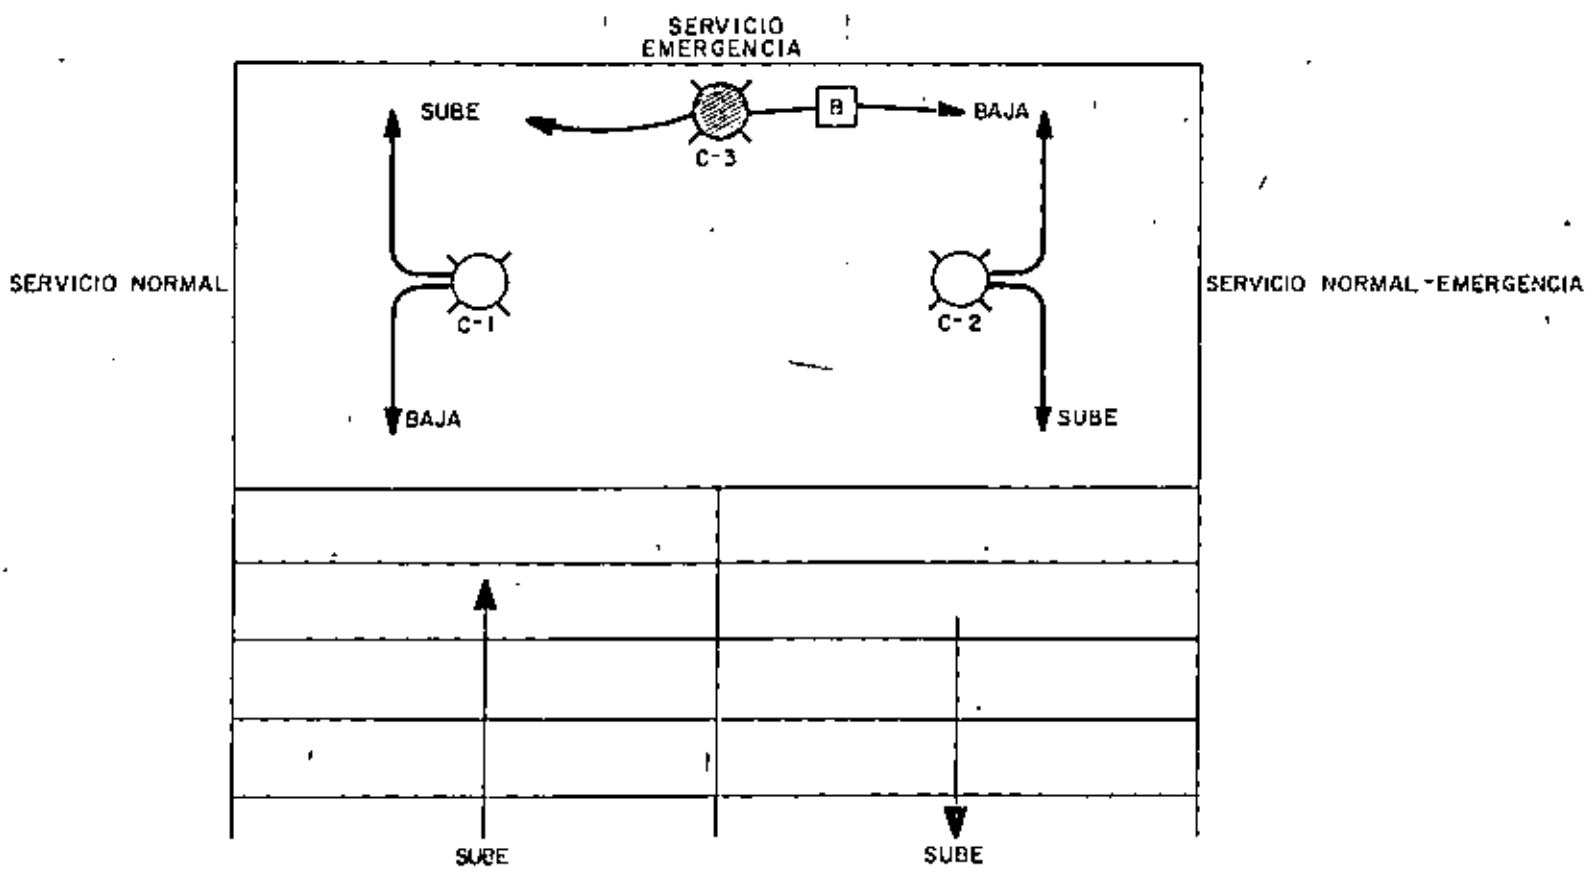 SERVICIO
EMERGENCIA
SUBE
B
BAJA
C-3
SERVICIO NORMAL
C-1
C-2
SERVICIO NORMAL-EMERGENCIA
BAJA
SUBE
SUBE
SUBE